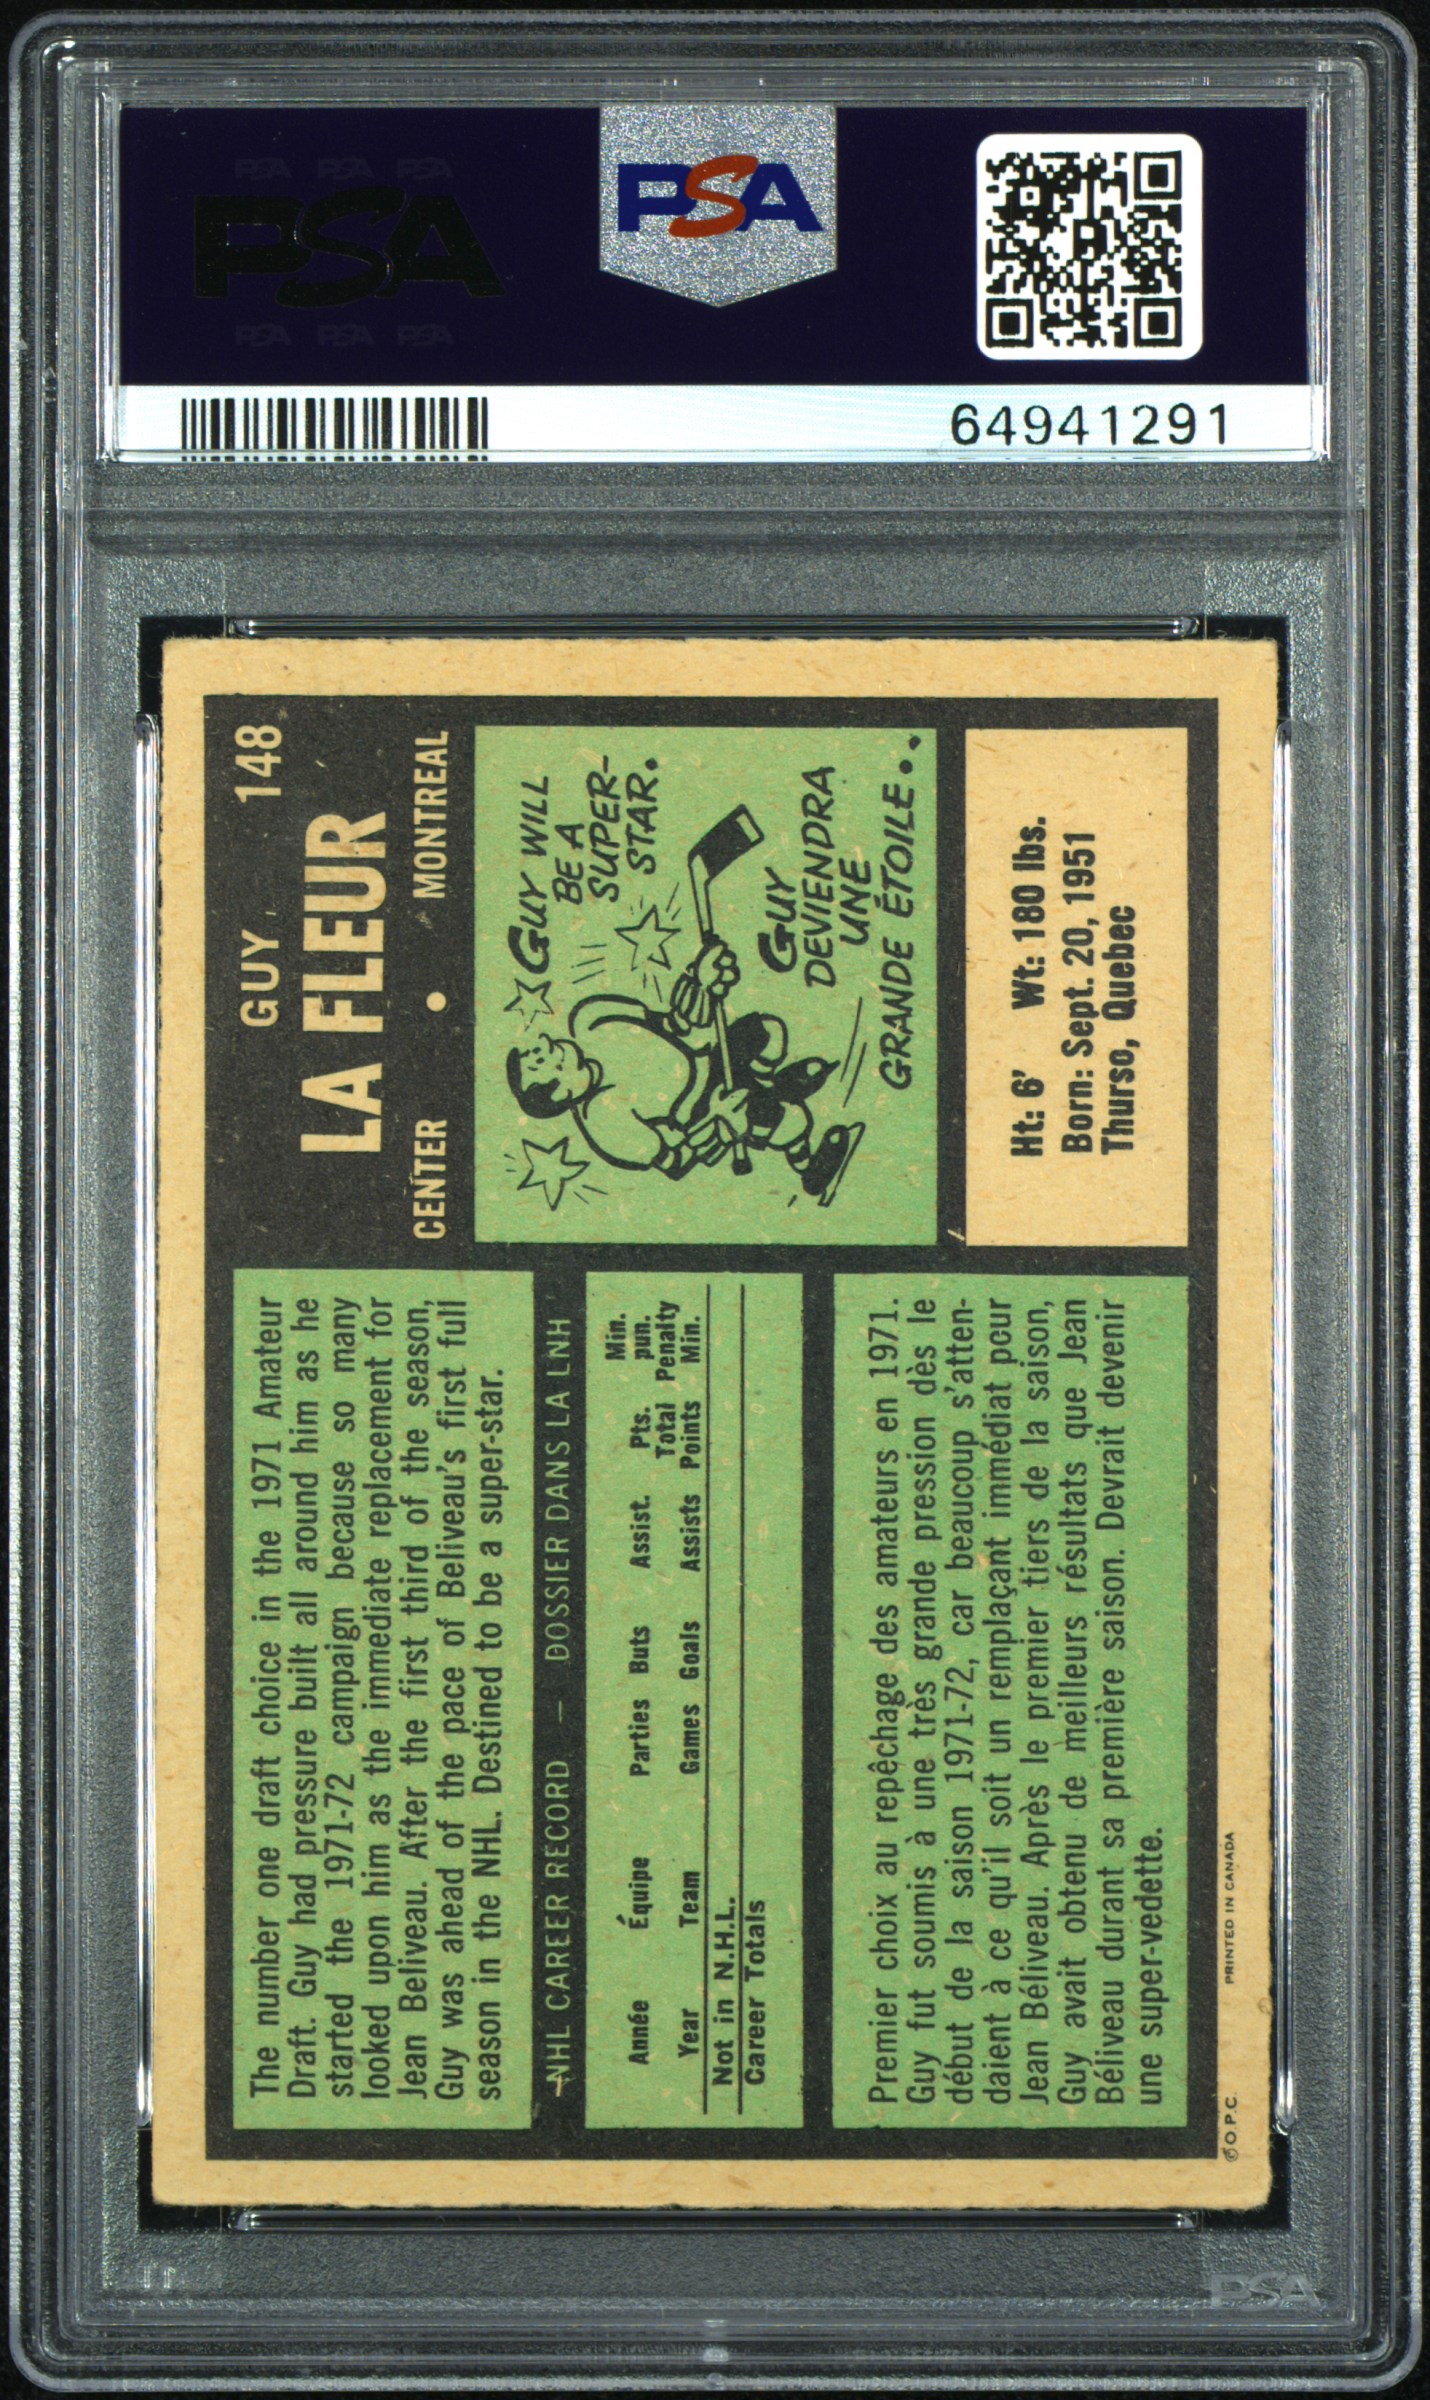 PSA PSA PSA
PSA
PSA PSA PSA
PSA
64941291
GUY 148
LA FLEUR
CENTER • MONTREAL
GUY WILL
BE A
SUPER-
STAR.
GUY
DEVIENDRA
UNE
GRANDE ÉTOILE..
Ht: 6' Wt: 180 lbs.
Born: Sept. 20, 1951
Thurso, Quebec
The number one draft choice in the 1971 Amateur
Draft. Guy had pressure built all around him as he
started the 1971-72 campaign because so many
looked upon him as the immediate replacement for
Jean Beliveau. After the first third of the season,
Guy was ahead of the pace of Beliveau's first full
season in the NHL. Destined to be a super-star.
NHL CAREER RECORD — DOSSIER DANS LA LNH
Année Équipe Parties Buts Assist. Pts. Min. pun.
Year Team Games Goals Assists Total Points Penalty Min.
Not in N.H.L.
Career Totals
Premier choix au repêchage des amateurs en 1971.
Guy fut soumis à une très grande pression dès le
début de la saison 1971-72, car beaucoup s'atten-
daient à ce qu'il soit un remplaçant immédiat pour
Jean Béliveau. Après le premier tiers de la saison,
Guy avait obtenu de meilleurs résultats que Jean
Béliveau durant sa première saison. Devrait devenir
une super-vedette.
© O.P.C. PRINTED IN CANADA
PSA